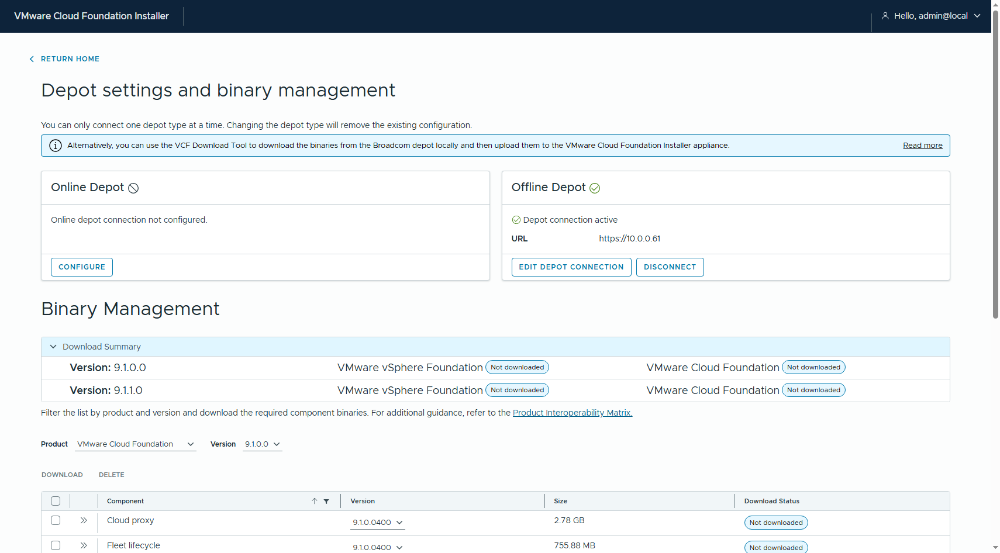 VMware Cloud Foundation Installer
Hello, admin@local
RETURN HOME
Depot settings and binary management
You can only connect one depot type at a time. Changing the depot type will remove the existing configuration.
Alternatively, you can use the VCF Download Tool to download the binaries from the Broadcom depot locally and then upload them to the VMware Cloud Foundation Installer appliance. Read more
Online Depot
Online depot connection not configured.
CONFIGURE
Offline Depot
Depot connection active
URL https://10.0.0.61
EDIT DEPOT CONNECTION DISCONNECT
Binary Management
Download Summary
Version: 9.1.0.0 VMware vSphere Foundation Not downloaded VMware Cloud Foundation Not downloaded
Version: 9.1.1.0 VMware vSphere Foundation Not downloaded VMware Cloud Foundation Not downloaded
Filter the list by product and version and download the required component binaries. For additional guidance, refer to the Product Interoperability Matrix.
Product VMware Cloud Foundation Version 9.1.0.0
DOWNLOAD DELETE
Component Version Size Download Status
Cloud proxy 9.1.0.0400 2.78 GB Not downloaded
Fleet lifecycle 9.1.0.0400 755.88 MB Not downloaded